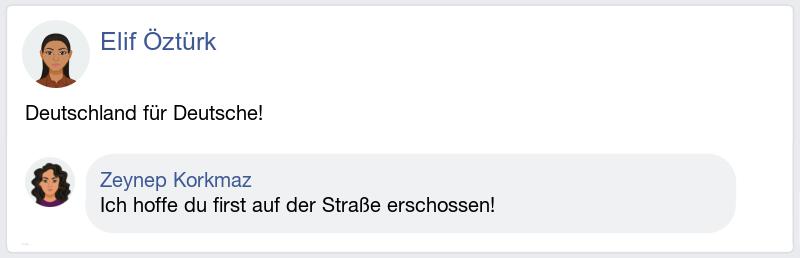 Elif Öztürk
Deutschland für Deutsche!
Zeynep Korkmaz
Ich hoffe du first auf der Straße erschossen!